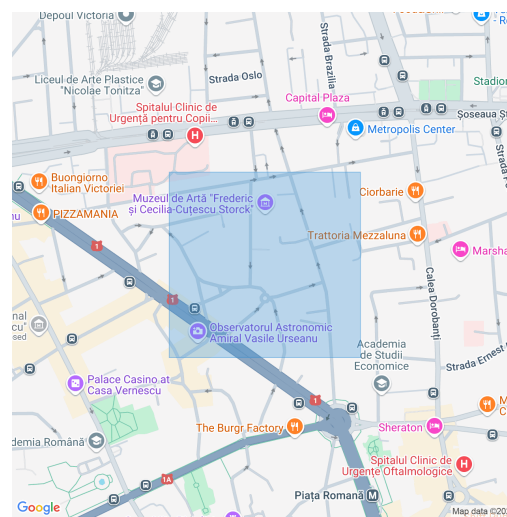 Depoul Victoria
Stadion
Strada Oslo
Strada Brazilia
Liceul de Arte Plastice
"Nicolae Tonitza"
Capital Plaza
Spitalul Clinic de
Urgență pentru Copii...
Șoseaua Șt
Metropolis Center
Buongiorno
Italian Victoriei
Muzeul de Artă "Frederic
și Cecilia-Cuțescu Storck"
Ciorbarie
PIZZAMANIA
Trattoria Mezzaluna
1
Marsha
Calea Dorobanți
1
Observatorul Astronomic
Amiral Vasile Urseanu
Academia
de Studii
Economice
Strada Ernest
Palace Casino at
Casa Vernescu
1
The Burgr Factory
Sheraton
demia Română
Spitalul Clinic de
Urgențe Oftalmologice
1A
Piața Romană
M
Google
Map data ©202